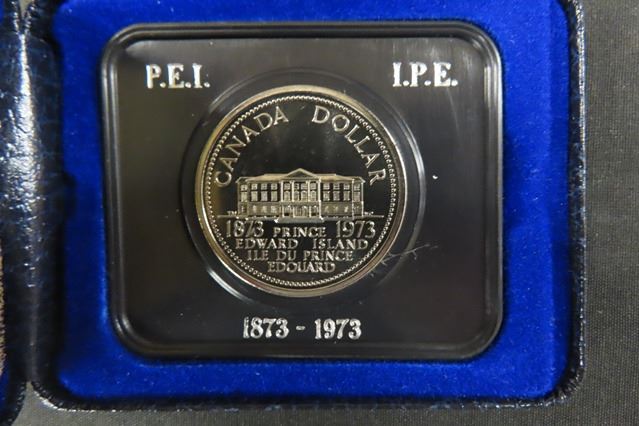 P.E.I. I.P.E.
CANADA DOLLAR
1873 PRINCE 1973
EDWARD ISLAND
ILE DU PRINCE
EDOUARD
1873 - 1973